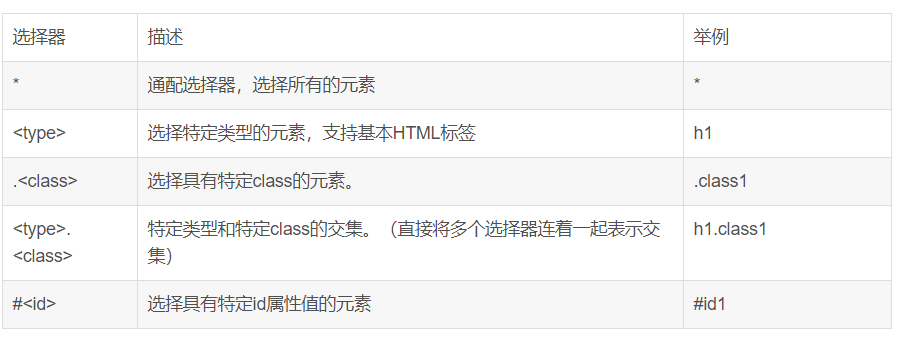 选择器 描述 举例
* 通配选择器，选择所有的元素 *
<type> 选择特定类型的元素，支持基本HTML标签 h1
.<class> 选择具有特定class的元素。 .class1
<type>. 特定类型和特定class的交集。（直接将多个选择器连着一起表示交 h1.class1
<class> 集）
#<id> 选择具有特定id属性值的元素 #id1